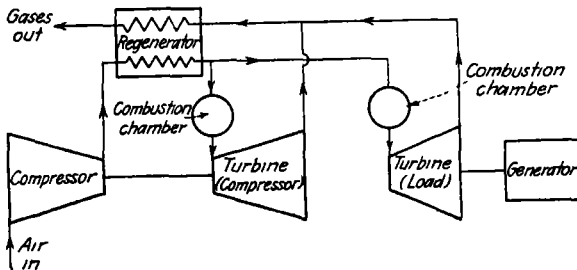 Gases
out
Regenerator
Combustion
chamber
Combustion
chamber
Compressor
Turbine
(Compressor)
Turbine
(Load)
Generator
Air
in